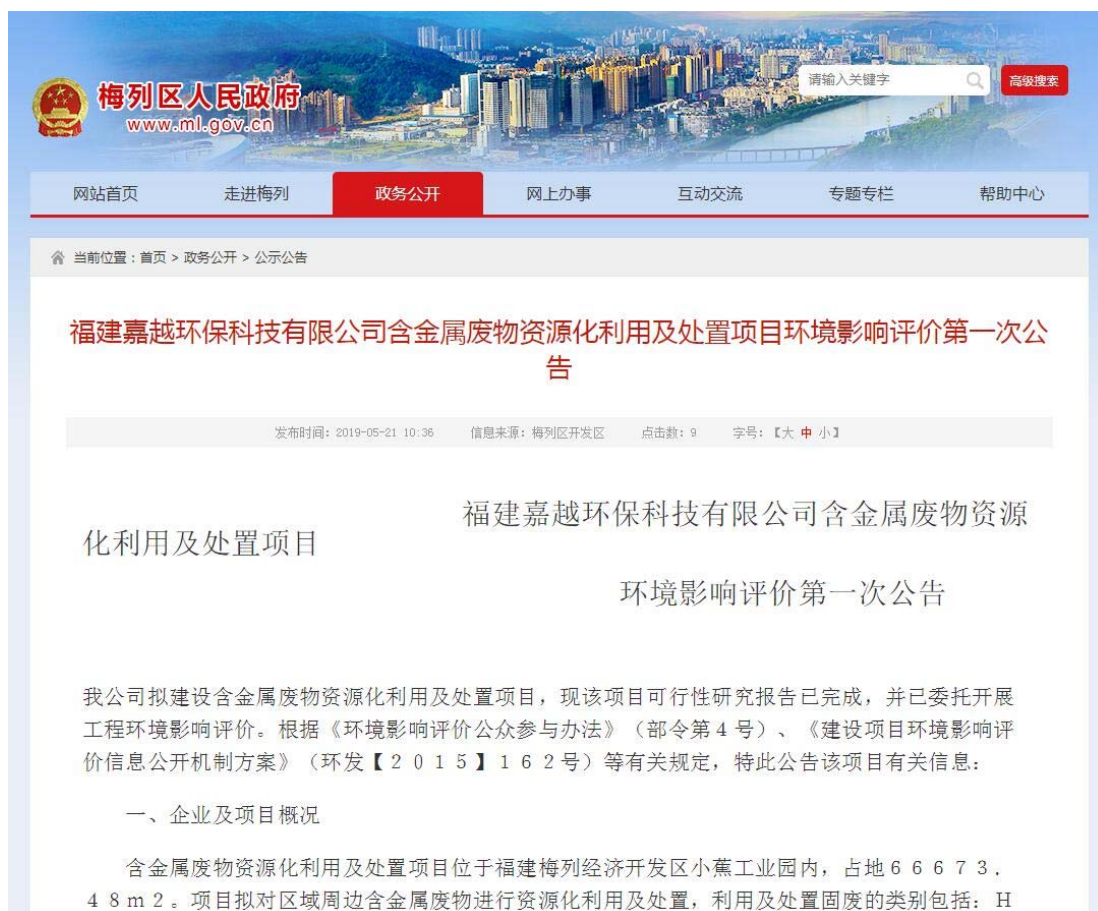 梅列区人民政府
www.ml.gov.cn
请输入关键字
高级搜索
网站首页 走进梅列 政务公开 网上办事 互动交流 专题专栏 帮助中心
当前位置：首页 > 政务公开 > 公示公告
福建嘉越环保科技有限公司含金属废物资源化利用及处置项目环境影响评价第一次公
告
发布时间：2019-05-21 10:36 信息来源：梅列区开发区 点击数：9 字号：【大 中 小】
福建嘉越环保科技有限公司含金属废物资源
化利用及处置项目
环境影响评价第一次公告
我公司拟建设含金属废物资源化利用及处置项目，现该项目可行性研究报告已完成，并已委托开展
工程环境影响评价。根据《环境影响评价公众参与办法》（部令第４号）、《建设项目环境影响评
价信息公开机制方案》（环发【２０１５】１６２号）等有关规定，特此公告该项目有关信息：
一、企业及项目概况
含金属废物资源化利用及处置项目位于福建梅列经济开发区小蕉工业园内，占地６６６７３．
４８ｍ２。项目拟对区域周边含金属废物进行资源化利用及处置，利用及处置固废的类别包括：Ｈ